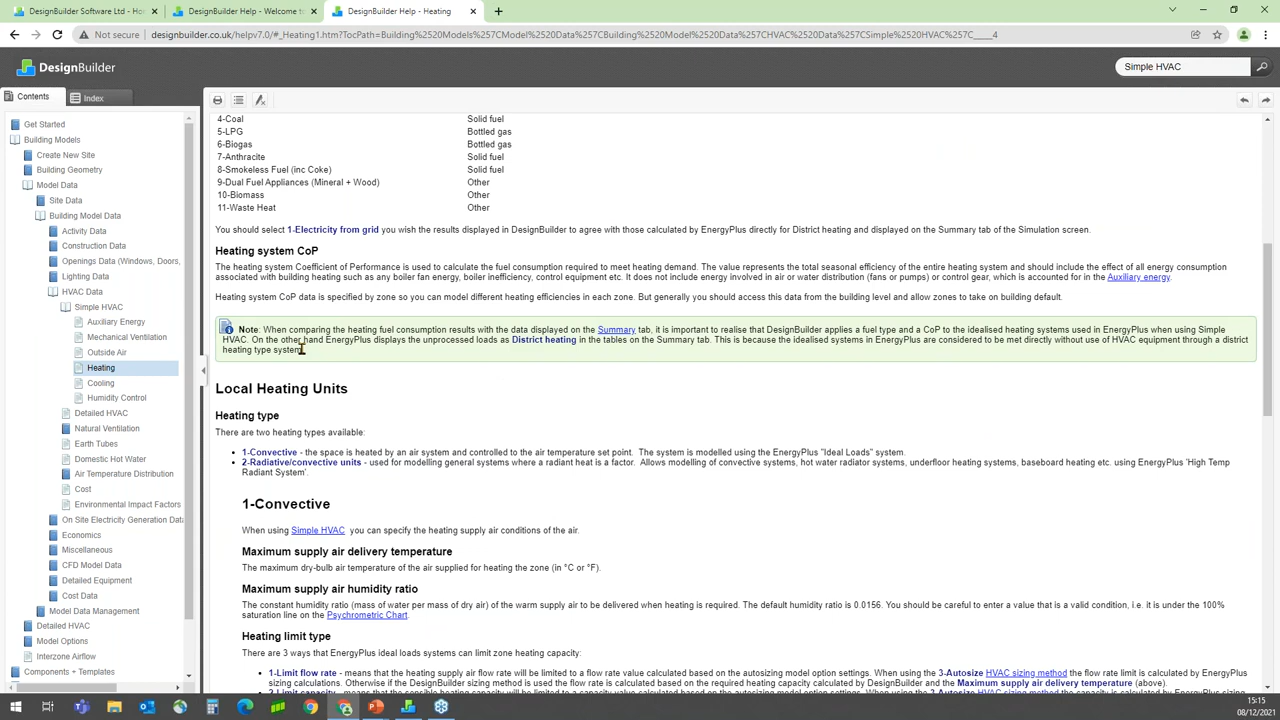 DesignBuilder Software Ltd - Ho
DesignBuilder Help - Welcome to
DesignBuilder Help - Heating
Not secure
designbuilder.co.uk/helpv7.0/#_Heating1.htm?TocPath=Building%2520Models%257CModel%2520Data%257CBuilding%2520Model%2520Data%257CHVAC%2520Data%257CSimple%2520HVAC%257C____4
DesignBuilder
Simple HVAC
Contents
Index
Get Started
Building Models
Create New Site
Building Geometry
Model Data
Site Data
Building Model Data
Activity Data
Construction Data
Openings Data (Windows, Doors,
Lighting Data
HVAC Data
Simple HVAC
Auxiliary Energy
Mechanical Ventilation
Outside Air
Heating
Cooling
Humidity Control
Detailed HVAC
Natural Ventilation
Earth Tubes
Domestic Hot Water
Air Temperature Distribution
Cost
Environmental Impact Factors
On Site Electricity Generation Data
Economics
Miscellaneous
CFD Model Data
Detailed Equipment
Cost Data
Model Data Management
Detailed HVAC
Model Options
Interzone Airflow
Components + Templates
4-Coal Solid fuel
5-LPG Bottled gas
6-Biogas Bottled gas
7-Anthracite Solid fuel
8-Smokeless Fuel (inc Coke) Solid fuel
9-Dual Fuel Appliances (Mineral + Wood) Other
10-Biomass Other
11-Waste Heat Other
You should select 1-Electricity from grid you wish the results displayed in DesignBuilder to agree with those calculated by EnergyPlus directly for District heating and displayed on the Summary tab of the Simulation screen.
Heating system CoP
The heating system Coefficient of Performance is used to calculate the fuel consumption required to meet heating demand. The value represents the total seasonal efficiency of the entire heating system and should include the effect of all energy consumption
associated with building heating such as any boiler fan energy, boiler inefficiency, control equipment etc. It does not include energy involved in air or water distribution (fans or pumps) or control gear, which is accounted for in the Auxiliary energy.
Heating system CoP data is specified by zone so you can model different heating efficiencies in each zone. But generally you should access this data from the building level and allow zones to take on building default.
Note: When comparing the heating fuel consumption results with the data displayed on the Summary tab, it is important to realise that DesignBuilder applies a fuel type and a CoP to the idealised heating systems used in EnergyPlus when using Simple
HVAC. On the other hand EnergyPlus displays the unprocessed loads as District heating in the tables on the Summary tab. This is because the idealised systems in EnergyPlus are considered to be met directly without use of HVAC equipment through a district
heating type system.
Local Heating Units
Heating type
There are two heating types available:
1-Convective - the space is heated by an air system and controlled to the air temperature set point. The system is modelled using the EnergyPlus "Ideal Loads" system.
2-Radiative/convective units - used for modelling general systems where a radiant heat is a factor. Allows modelling of convective systems, hot water radiator systems, underfloor heating systems, baseboard heating etc. using EnergyPlus 'High Temp
Radiant System'.
1-Convective
When using Simple HVAC you can specify the heating supply air conditions of the air.
Maximum supply air delivery temperature
The maximum dry-bulb air temperature of the air supplied for heating the zone (in °C or °F).
Maximum supply air humidity ratio
The constant humidity ratio (mass of water per mass of dry air) of the warm supply air to be delivered when heating is required. The default humidity ratio is 0.0156. You should be careful to enter a value that is a valid condition, i.e. it is under the 100%
saturation line on the Psychrometric Chart.
Heating limit type
There are 3 ways that EnergyPlus ideal loads systems can limit zone heating capacity:
1-Limit flow rate - means that the heating supply air flow rate will be limited to a flow rate value calculated based on the autosizing model option settings. When using the 3-Autosize HVAC sizing method the flow rate limit is calculated by EnergyPlus
sizing calculations. Otherwise if the DesignBuilder sizing method is used the flow rate is calculated based on the required heating capacity calculated by DesignBuilder and the Maximum supply air delivery temperature (above).
15:15
08/12/2021